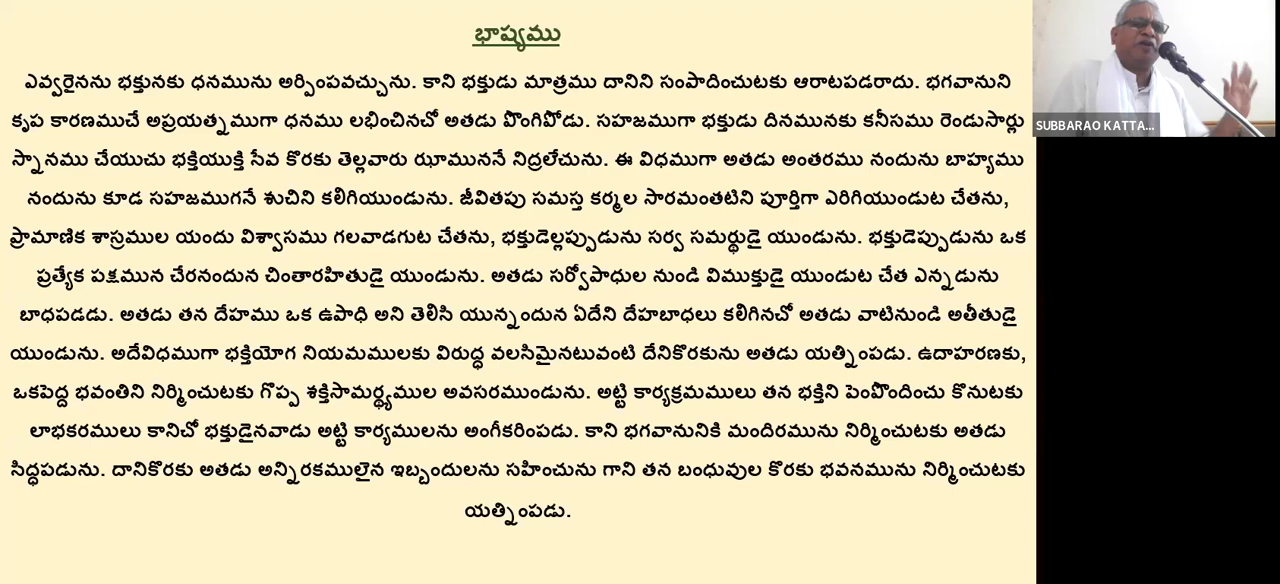 భాష్యము
ఎవ్వరైనను భక్తునకు ధనమును అర్పింపవచ్చును. కాని భక్తుడు మాత్రము దానిని సంపాదించుటకు ఆరాటపడరాదు. భగవానుని
కృప కారణముచే అప్రయత్నముగా ధనము లభించినచో అతడు పొంగిపోడు. సహజముగా భక్తుడు దినమునకు కనీసము రెండుసార్లు
స్నానము చేయుచు భక్తియుక్తి సేవ కొరకు తెల్లవారు ఝాముననే నిద్రలేచును. ఈ విధముగా అతడు అంతరము నందును బాహ్యము
నందును కూడ సహజముగనే శుచిని కలిగియుండును. జీవితపు సమస్త కర్మల సారమంతటిని పూర్తిగా ఎరిగియుండుట చేతను,
ప్రామాణిక శాస్రముల యందు విశ్వాసము గలవాడగుట చేతను, భక్తుడెల్లప్పుడును సర్వ సమర్థుడై యుండును. భక్తుడెప్పుడును ఒక
ప్రత్యేక పక్షమున చేరనందున చింతారహితుడై యుండును. అతడు సర్వోపాధుల నుండి విముక్తుడై యుండుట చేత ఎన్నడును
బాధపడడు. అతడు తన దేహము ఒక ఉపాధి అని తెలిసి యున్నందున ఏదేని దేహబాధలు కలిగినచో అతడు వాటినుండి అతీతుడై
యుండును. అదేవిధముగా భక్తియోగ నియమములకు విరుద్ధ వలసిమైనటువంటి దేనికొరకును అతడు యత్నింపడు. ఉదాహరణకు,
ఒకపెద్ద భవంతిని నిర్మించుటకు గొప్ప శక్తిసామర్థ్యముల అవసరముండును. అట్టి కార్యక్రమములు తన భక్తిని పెంపొందించు కొనుటకు
లాభకరములు కానిచో భక్తుడైనవాడు అట్టి కార్యములను అంగీకరింపడు. కాని భగవానునికి మందిరమును నిర్మించుటకు అతడు
సిద్ధపడును. దానికొరకు అతడు అన్నిరకములైన ఇబ్బందులను సహించును గాని తన బంధువుల కొరకు భవనమును నిర్మించుటకు
యత్నింపడు.
SUBBARAO KATTA...